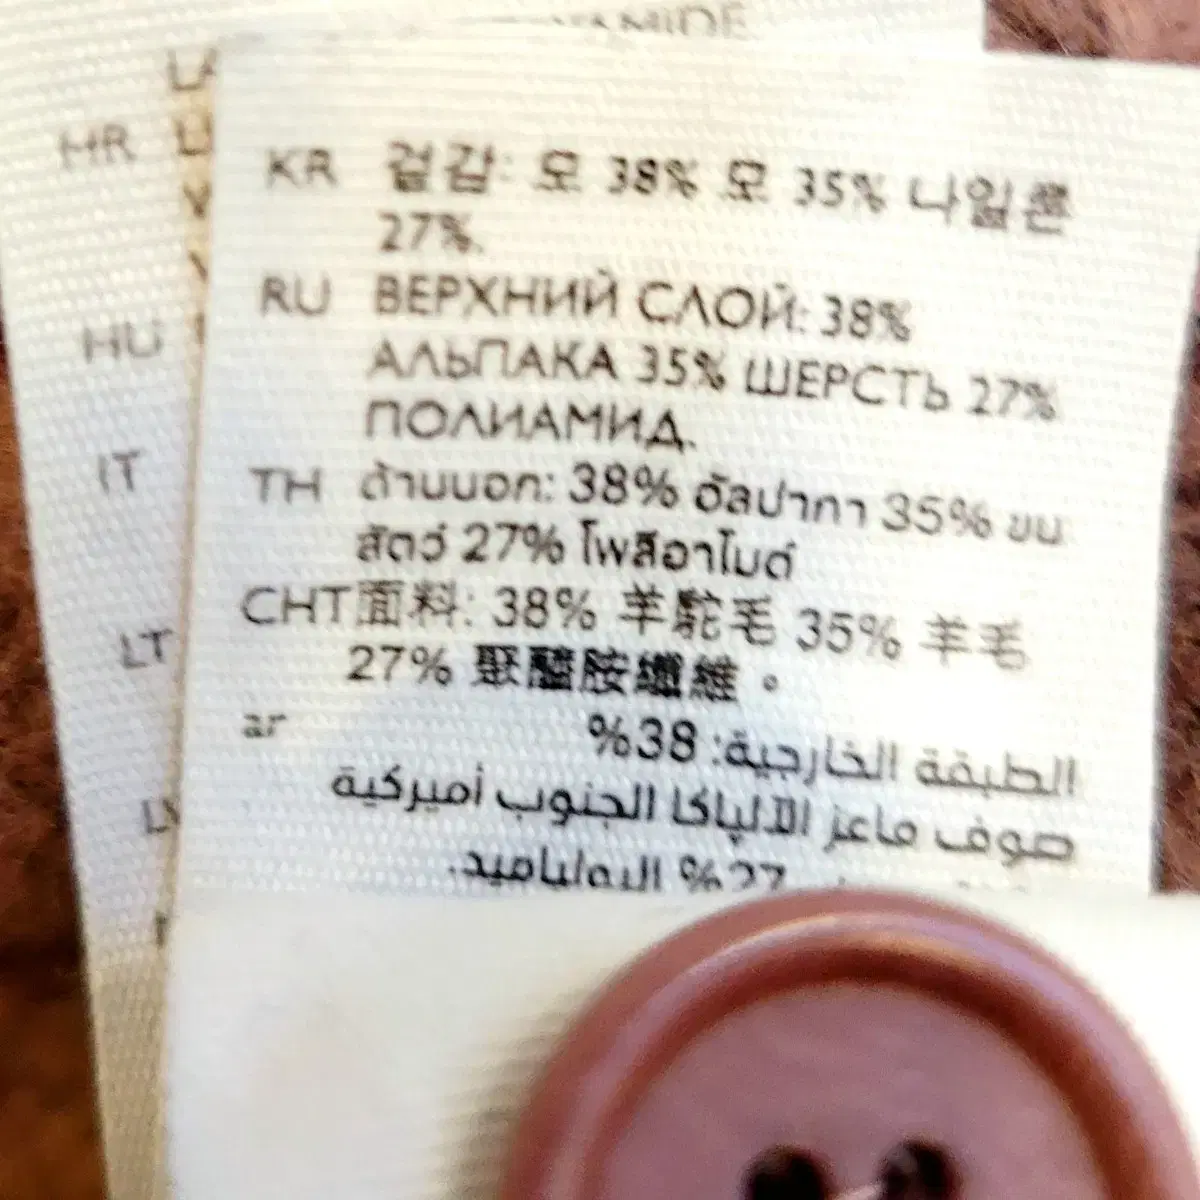 YAMIDE
HR
HU
IT
LT
KR 겉감: 모 38% 모 35% 나일론
27%.
RU ВЕРХНИЙ СЛОЙ: 38%
АЛЬПАКА 35% ШЕРСТЬ 27%
ПОЛИАМИД.
TH ด้านนอก: 38% อัลปากา 35% ขน
สัตว์ 27% โพลีอาไมด์
CHT面料: 38% 羊駝毛 35% 羊毛
27% 聚醯胺纖維。
ar الطبقة الخارجية: 38%
صوف ماعز الآلپاكا الجنوب أميركية
27% البولياميد.